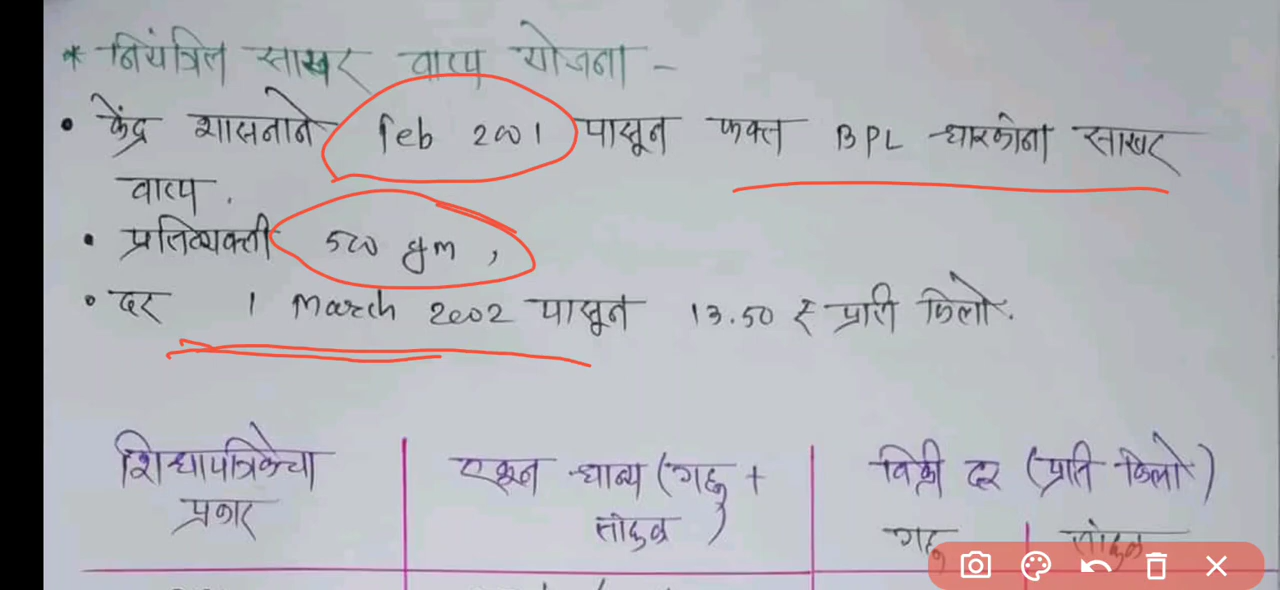 * नियंत्रित साखर वाटप योजना -
• केंद्र शासनाने Feb 2001 पासून फक्त BPL धारकांना साखर
वाटप.
• प्रतिव्यक्ती 500 gm,
• दर 1 March 2002 पासून 13.50 ₹ प्रति किलो.
शिधापत्रिकेचा
प्रकार
एकूण धान्य (गहू +
तांदूळ)
विक्री दर (प्रति किलो)
गहू तांदूळ